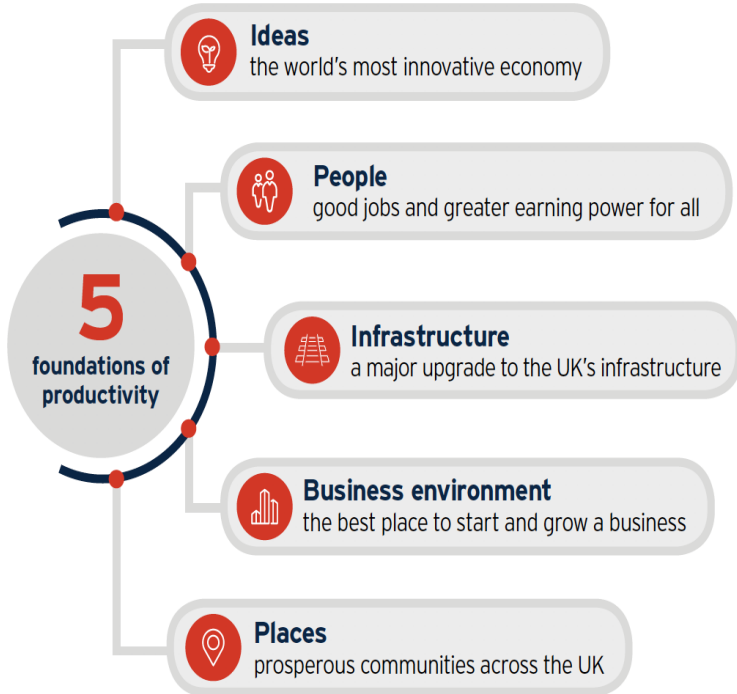 Ideas
the world's most innovative economy
People
good jobs and greater earning power for all
5
foundations of
productivity
Infrastructure
a major upgrade to the UK's infrastructure
Business environment
the best place to start and grow a business
Places
prosperous communities across the UK